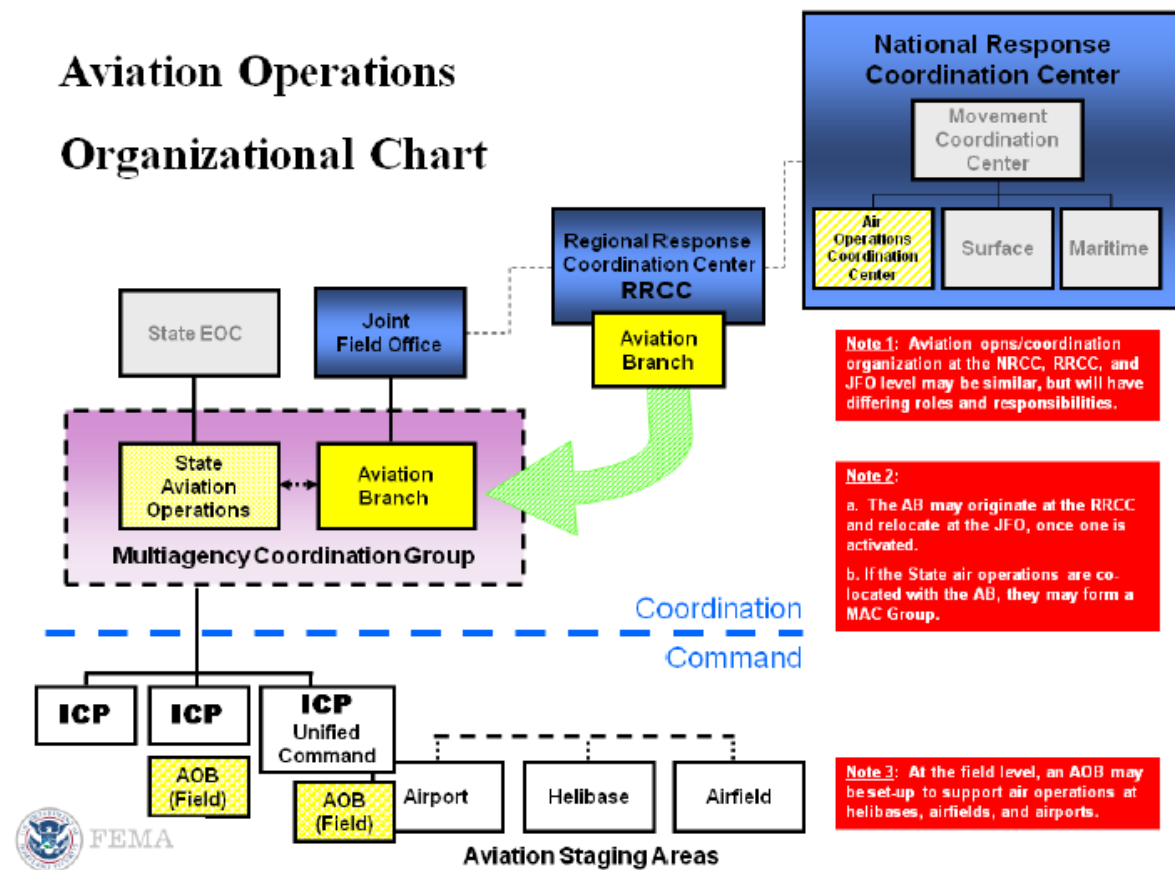 Aviation Operations
Organizational Chart
National Response
Coordination Center
Movement
Coordination
Center
Air
Operations
Coordination
Center
Surface
Maritime
Regional Response
Coordination Center
RRCC
Aviation
Branch
State EOC
Joint
Field Office
State
Aviation
Operations
Aviation
Branch
Multiagency Coordination Group
Note 1: Aviation opns/coordination
organization at the NRCC, RRCC, and
JFO level may be similar, but will have
differing roles and responsibilities.
Note 2:
a. The AB may originate at the RRCC
and relocate at the JFO, once one is
activated.
b. If the State air operations are co-
located with the AB, they may form a
MAC Group.
Coordination
Command
ICP
ICP
ICP
Unified
Command
AOB
(Field)
AOB
(Field)
Airport
Helibase
Airfield
Aviation Staging Areas
Note 3: At the field level, an AOB may
be set-up to support air operations at
helibases, airfields, and airports.
FEMA